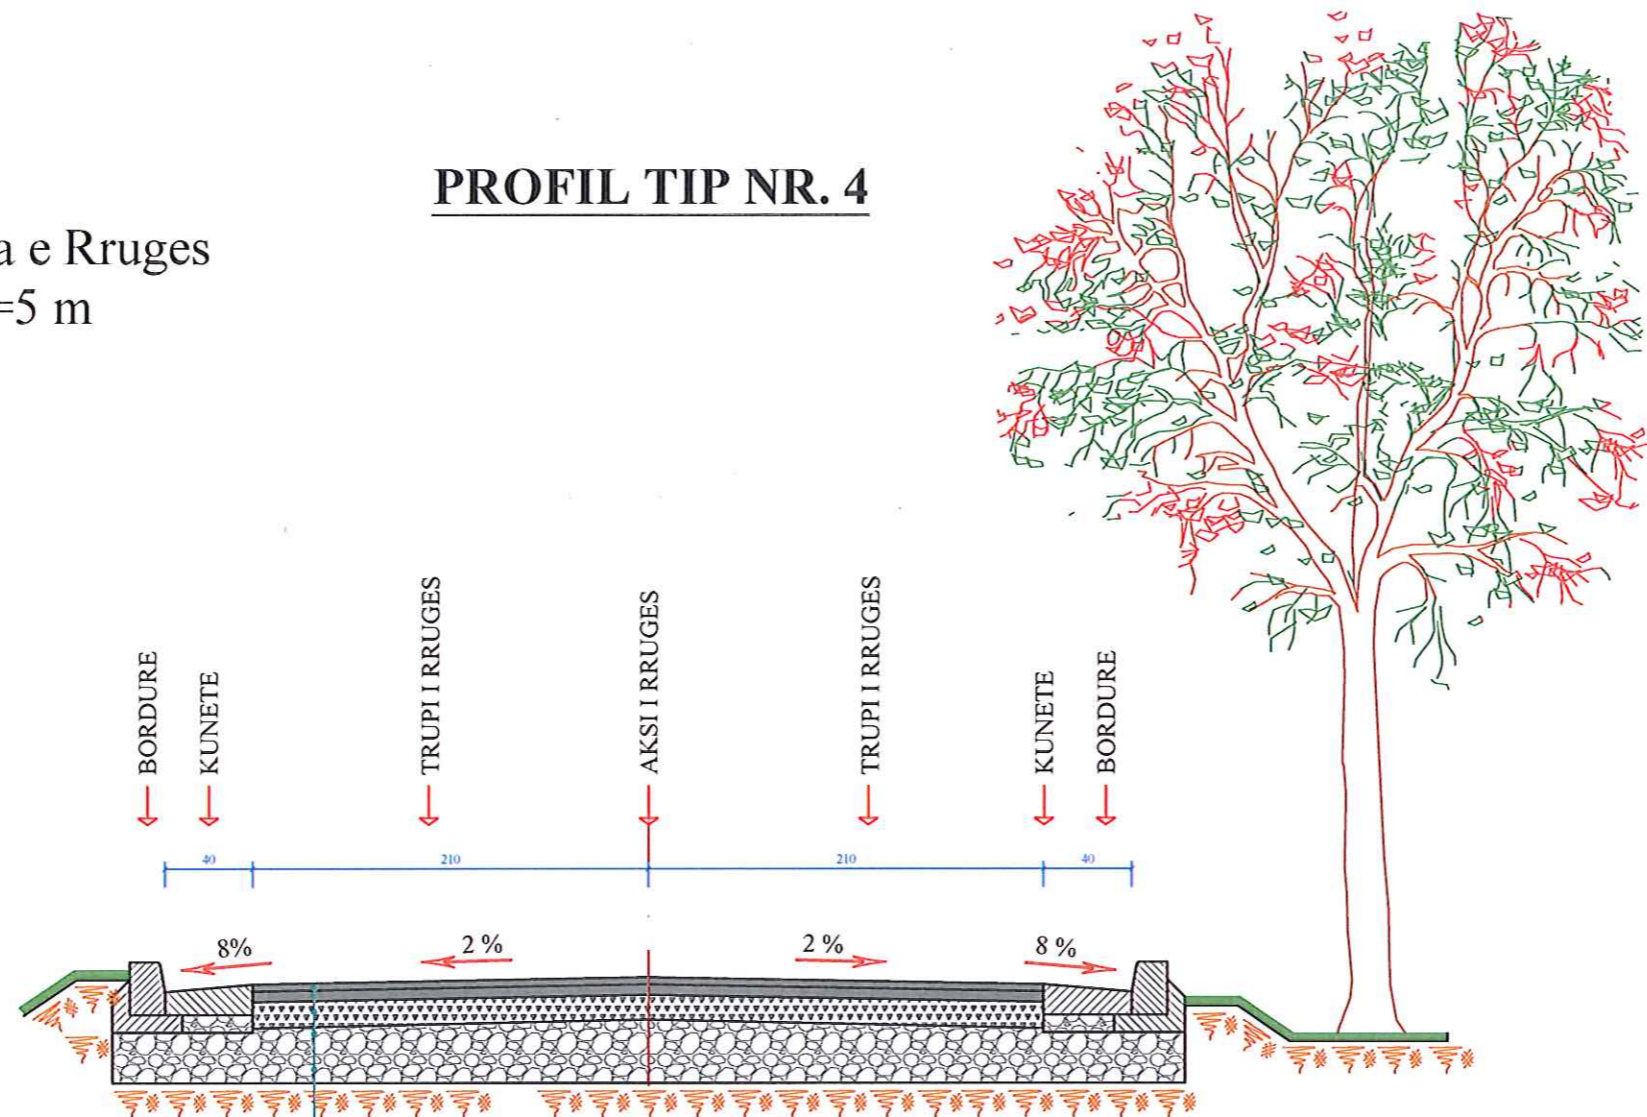 PROFIL TIP NR. 4
a e Rruges
=5 m
BORDURE
KUNETE
TRUPI I RRUGES
AKSI I RRUGES
TRUPI I RRUGES
KUNETE
BORDURE
40
210
210
40
8%
2 %
2 %
8 %